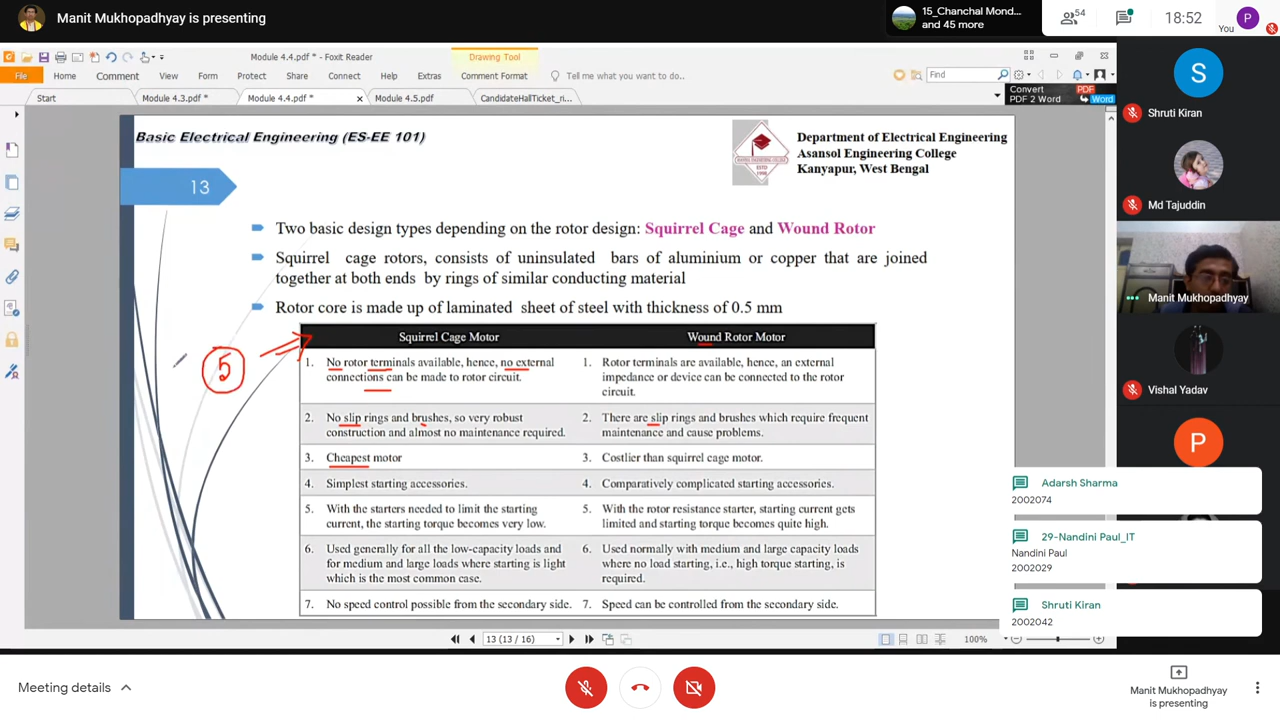 Manit Mukhopadhyay is presenting
15_Chanchal Mond...
and 45 more
54
18:52
You
P
Module 4.4.pdf * - Foxit Reader
Drawing Tool
File
Home
Comment
View
Form
Protect
Share
Connect
Help
Extras
Comment Format
Tell me what you want to do..
Find
Start
Module 4.3.pdf *
Module 4.4.pdf *
Module 4.5.pdf
CandidateHallTicket_ri...
Convert
PDF 2 Word
PDF
Word
Basic Electrical Engineering (ES-EE 101)
Department of Electrical Engineering
Asansol Engineering College
Kanyapur, West Bengal
13
Two basic design types depending on the rotor design: Squirrel Cage and Wound Rotor
Squirrel cage rotors, consists of uninsulated bars of aluminium or copper that are joined
together at both ends by rings of similar conducting material
Rotor core is made up of laminated sheet of steel with thickness of 0.5 mm
5
Squirrel Cage Motor
Wound Rotor Motor
1. No rotor terminals available, hence, no external
connections can be made to rotor circuit.
1. Rotor terminals are available, hence, an external
impedance or device can be connected to the rotor
circuit.
2. No slip rings and brushes, so very robust
construction and almost no maintenance required.
2. There are slip rings and brushes which require frequent
maintenance and cause problems.
3. Cheapest motor
3. Costlier than squirrel cage motor.
4. Simplest starting accessories.
4. Comparatively complicated starting accessories.
5. With the starters needed to limit the starting
current, the starting torque becomes very low.
5. With the rotor resistance starter, starting current gets
limited and starting torque becomes quite high.
6. Used generally for all the low-capacity loads and
for medium and large loads where starting is light
which is the most common case.
6. Used normally with medium and large capacity loads
where no load starting, i.e., high torque starting, is
required.
7. No speed control possible from the secondary side.
7. Speed can be controlled from the secondary side.
13 (13 / 16)
100%
S
Shruti Kiran
Md Tajuddin
Manit Mukhopadhyay
Vishal Yadav
P
Adarsh Sharma
2002074
29-Nandini Paul_IT
Nandini Paul
2002029
Shruti Kiran
2002042
Meeting details
Manit Mukhopadhyay
is presenting